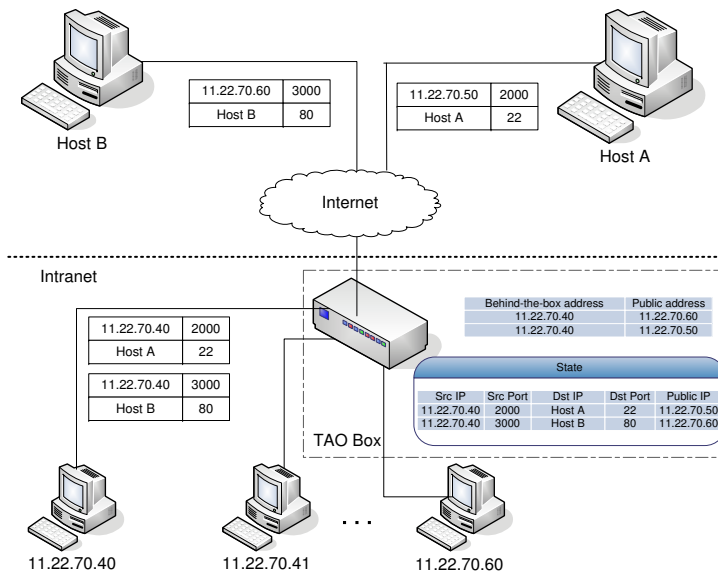 11.22.70.60 3000
Host B 80
11.22.70.50 2000
Host A 22
Host B
Host A
Internet
Intranet
Behind-the-box address Public address
11.22.70.40 11.22.70.60
11.22.70.40 11.22.70.50
11.22.70.40 2000
Host A 22
11.22.70.40 3000
Host B 80
State
Src IP Src Port Dst IP Dst Port Public IP
11.22.70.40 2000 Host A 22 11.22.70.50
11.22.70.40 3000 Host B 80 11.22.70.60
TAO Box
. . .
11.22.70.40
11.22.70.41
11.22.70.60